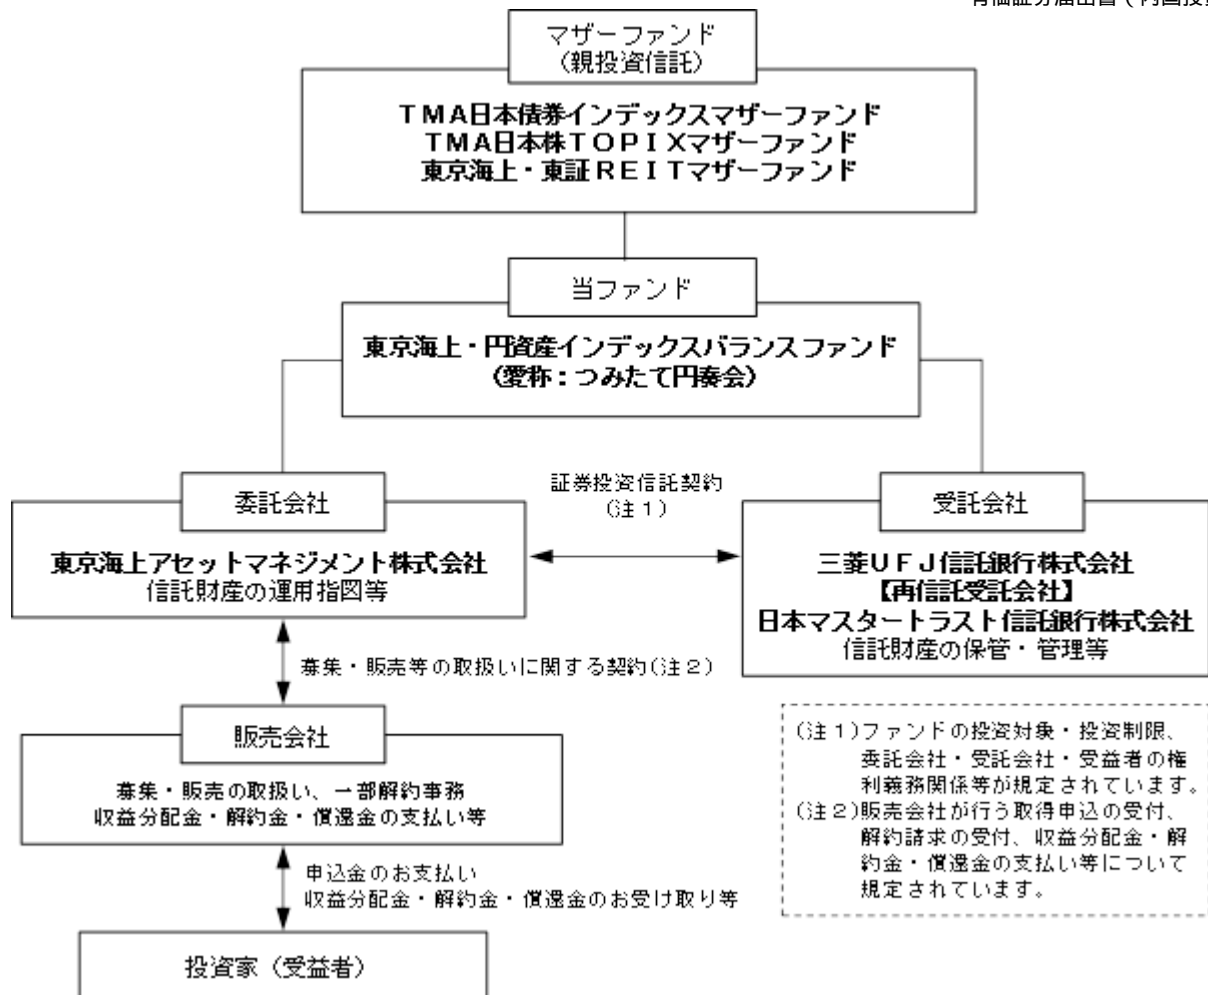 マザーファンド
(親投資信託)
ＴＭＡ日本債券インデックスマザーファンド
ＴＭＡ日本株ＴＯＰＩＸマザーファンド
東京海上・東証ＲＥＩＴマザーファンド
当ファンド
東京海上・円資産インデックスバランスファンド
(愛称：つみたて円奏会)
委託会社
東京海上アセットマネジメント株式会社
信託財産の運用指図等
証券投資信託契約
(注１)
受託会社
三菱ＵＦＪ信託銀行株式会社
【再信託受託会社】
日本マスタートラスト信託銀行株式会社
信託財産の保管・管理等
募集・販売等の取扱いに関する契約(注２)
販売会社
募集・販売の取扱い、一部解約事務
収益分配金・解約金・償還金の支払い等
申込金のお支払い
収益分配金・解約金・償還金のお受け取り等
投資家（受益者）
(注１)ファンドの投資対象・投資制限、
委託会社・受託会社・受益者の権
利義務関係等が規定されています。
(注２)販売会社が行う取得申込の受付、
解約請求の受付、収益分配金・解
約金・償還金の支払い等について
規定されています。